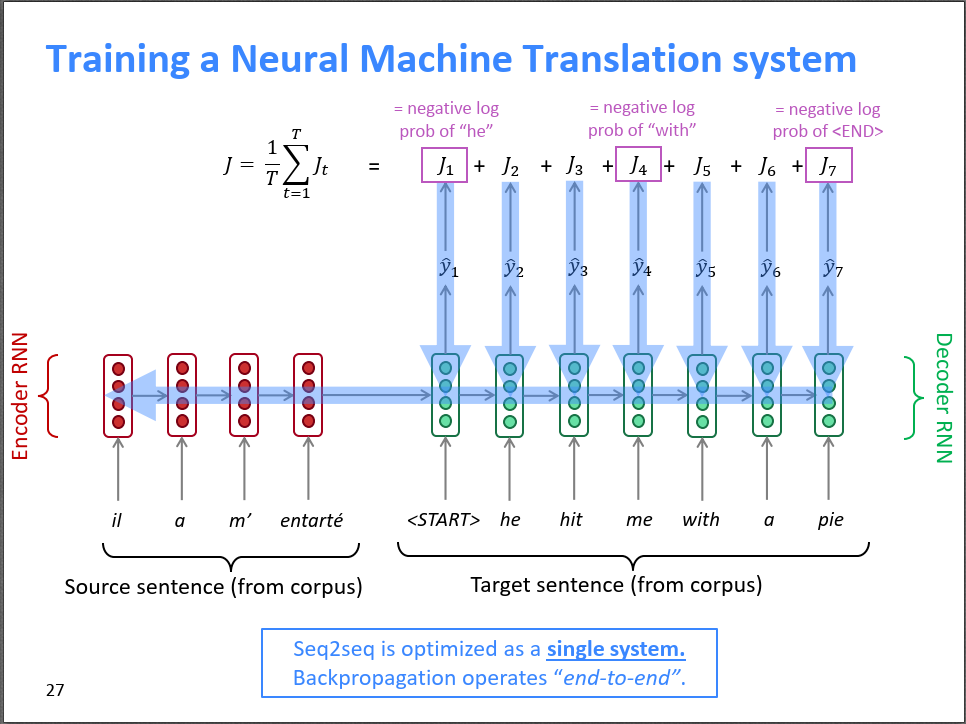 Training a Neural Machine Translation system
= negative log
prob of “he”
= negative log
prob of “with”
= negative log
prob of <END>
J = 1/T ∑_{t=1}^{T} J_t = J₁ + J₂ + J₃ + J₄ + J₅ + J₆ + J₇
ŷ₁ ŷ₂ ŷ₃ ŷ₄ ŷ₅ ŷ₆ ŷ₇
Encoder RNN
Decoder RNN
il a m’ entarté <START> he hit me with a pie
Source sentence (from corpus)
Target sentence (from corpus)
Seq2seq is optimized as a single system.
Backpropagation operates “end-to-end”.
27